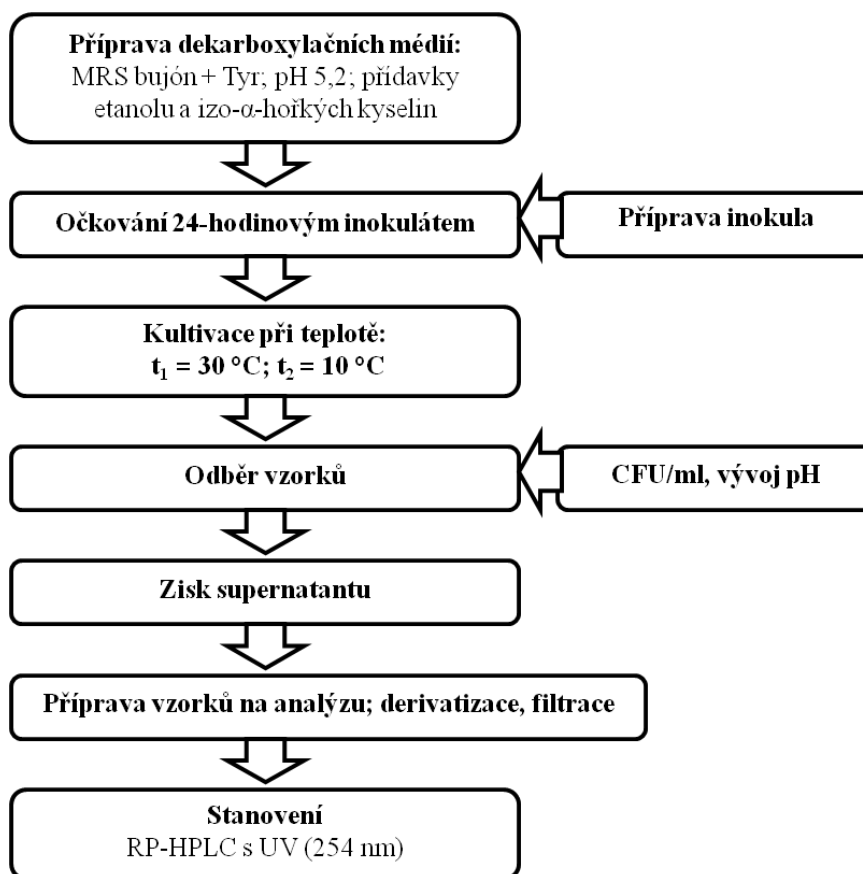 Příprava dekarboxylačních médií:
MRS bujón + Tyr; pH 5,2; přídavky
etanolu a izo-α-hořkých kyselin
Očkování 24-hodinovým inokulátem
Příprava inokula
Kultivace při teplotě:
t₁ = 30 °C; t₂ = 10 °C
Odběr vzorků
CFU/ml, vývoj pH
Zisk supernatantu
Příprava vzorků na analýzu; derivatizace, filtrace
Stanovení
RP-HPLC s UV (254 nm)